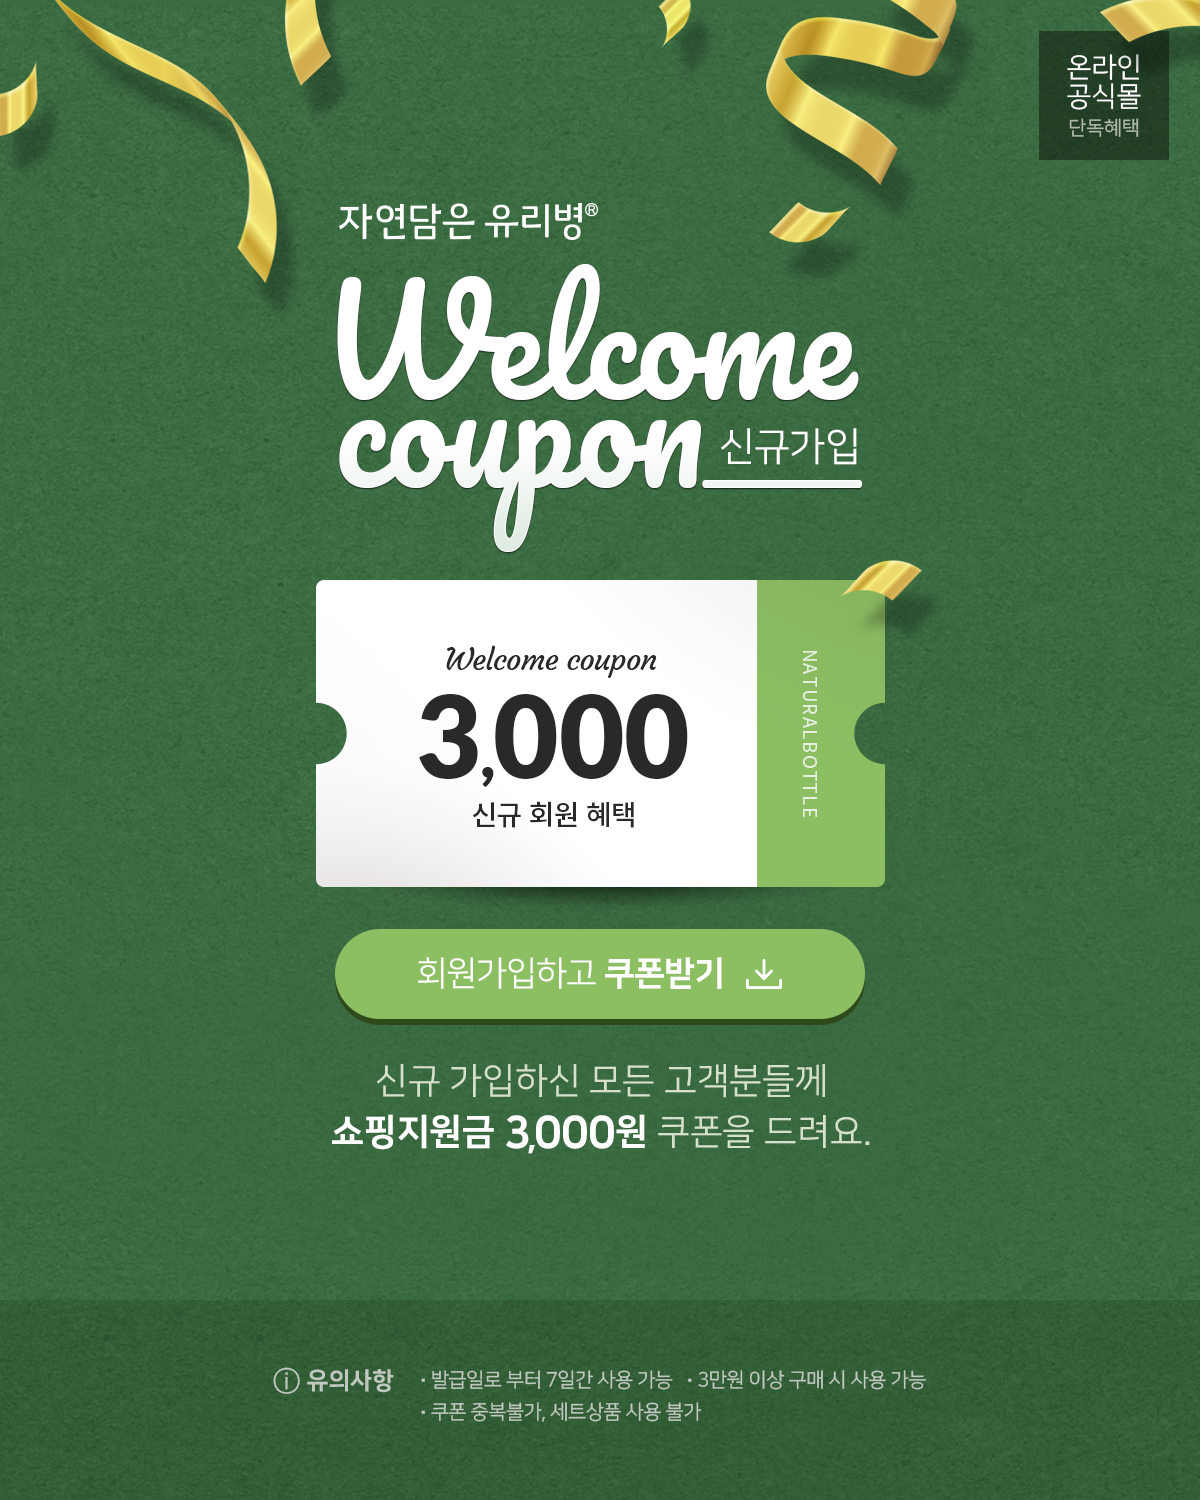 온라인
공식몰
단독혜택
자연담은 유리병®
Welcome
coupon 신규가입
Welcome coupon
3,000
신규 회원 혜택
NATURALBOTTLE
회원가입하고 쿠폰받기
신규 가입하신 모든 고객분들께
쇼핑지원금 3,000원 쿠폰을 드려요.
ⓘ 유의사항 · 발급일로 부터 7일간 사용 가능 · 3만원 이상 구매 시 사용 가능
· 쿠폰 중복불가, 세트상품 사용 불가